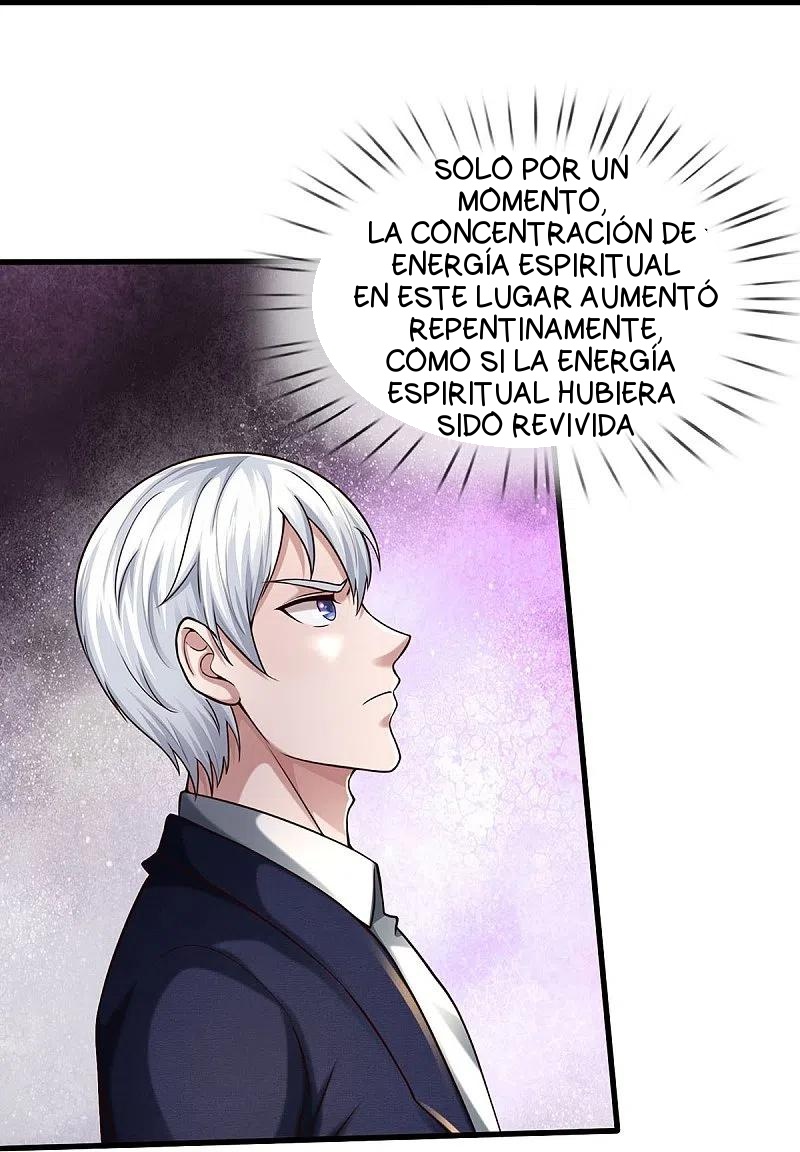 SOLO POR UN
MOMENTO,
LA CONCENTRACIÓN DE
ENERGÍA ESPIRITUAL
EN ESTE LUGAR AUMENTÓ
REPENTINAMENTE,
COMO SI LA ENERGÍA
ESPIRITUAL HUBIERA
SIDO REVIVIDA